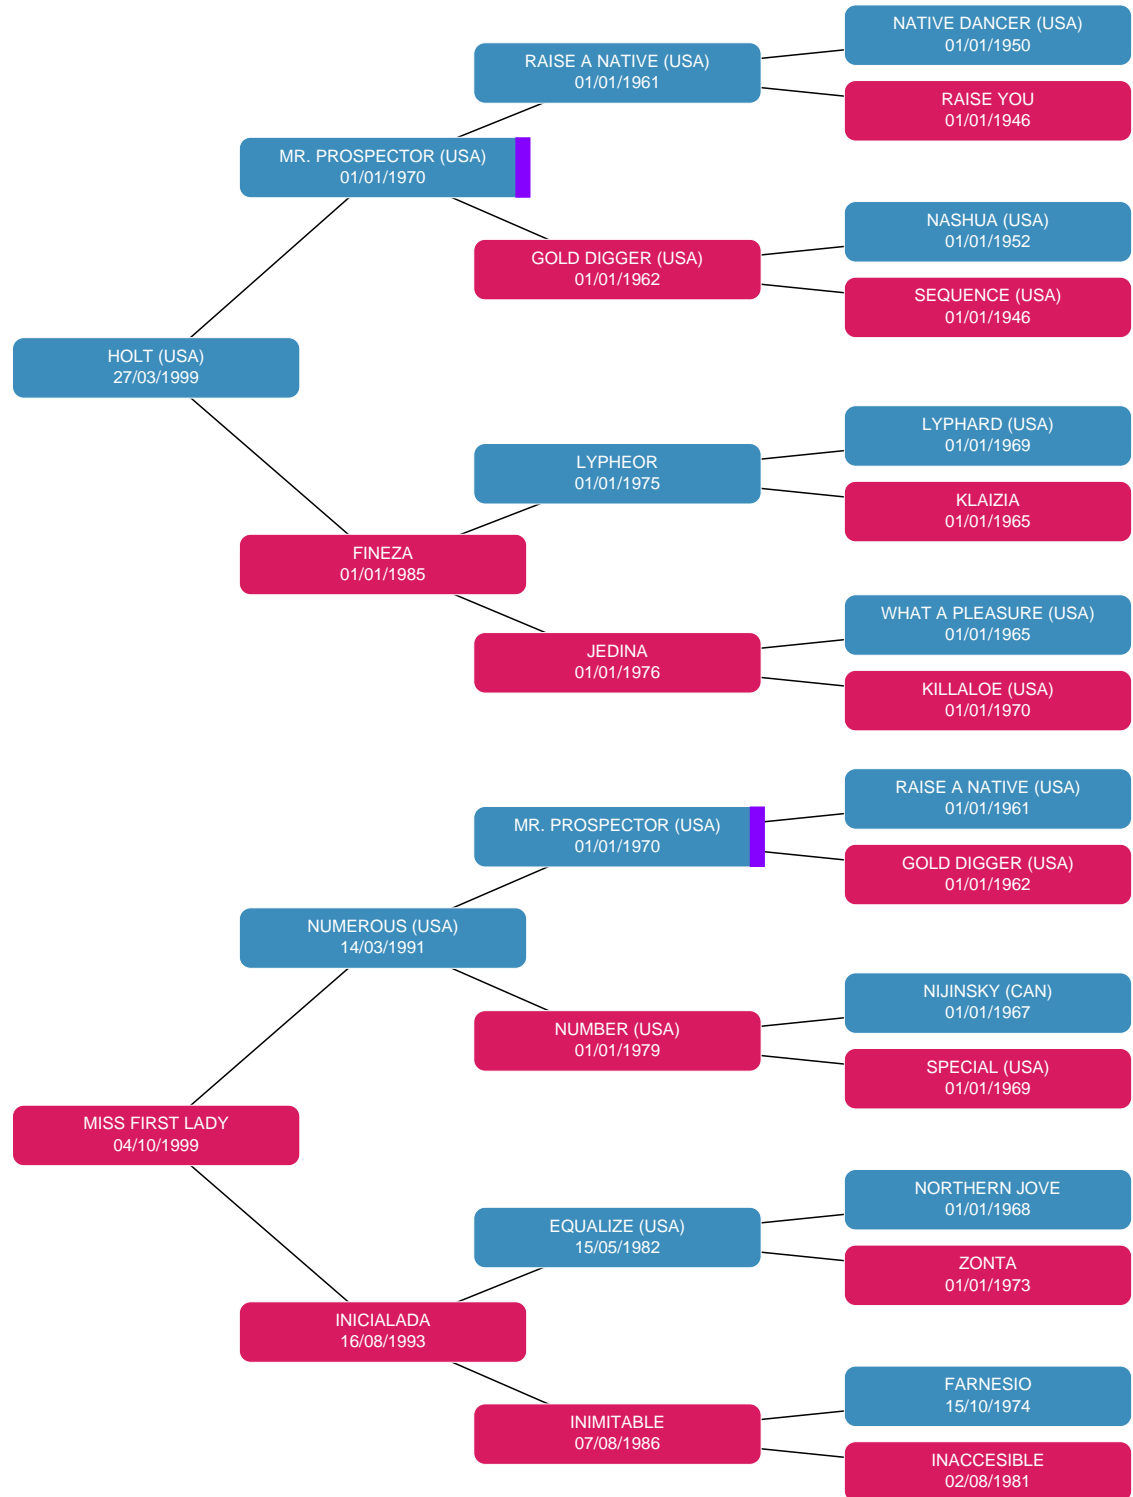 NATIVE DANCER (USA)
01/01/1950
RAISE A NATIVE (USA)
01/01/1961
RAISE YOU
01/01/1946
MR. PROSPECTOR (USA)
01/01/1970
NASHUA (USA)
01/01/1952
GOLD DIGGER (USA)
01/01/1962
SEQUENCE (USA)
01/01/1946
HOLT (USA)
27/03/1999
LYPHARD (USA)
01/01/1969
LYPHEOR
01/01/1975
KLAIZIA
01/01/1965
FINEZA
01/01/1985
WHAT A PLEASURE (USA)
01/01/1965
JEDINA
01/01/1976
KILLALOE (USA)
01/01/1970
RAISE A NATIVE (USA)
01/01/1961
MR. PROSPECTOR (USA)
01/01/1970
GOLD DIGGER (USA)
01/01/1962
NUMEROUS (USA)
14/03/1991
NIJINSKY (CAN)
01/01/1967
NUMBER (USA)
01/01/1979
SPECIAL (USA)
01/01/1969
MISS FIRST LADY
04/10/1999
NORTHERN JOVE
01/01/1968
EQUALIZE (USA)
15/05/1982
ZONTA
01/01/1973
INICIALADA
16/08/1993
FARNESIO
15/10/1974
INIMITABLE
07/08/1986
INACCESIBLE
02/08/1981